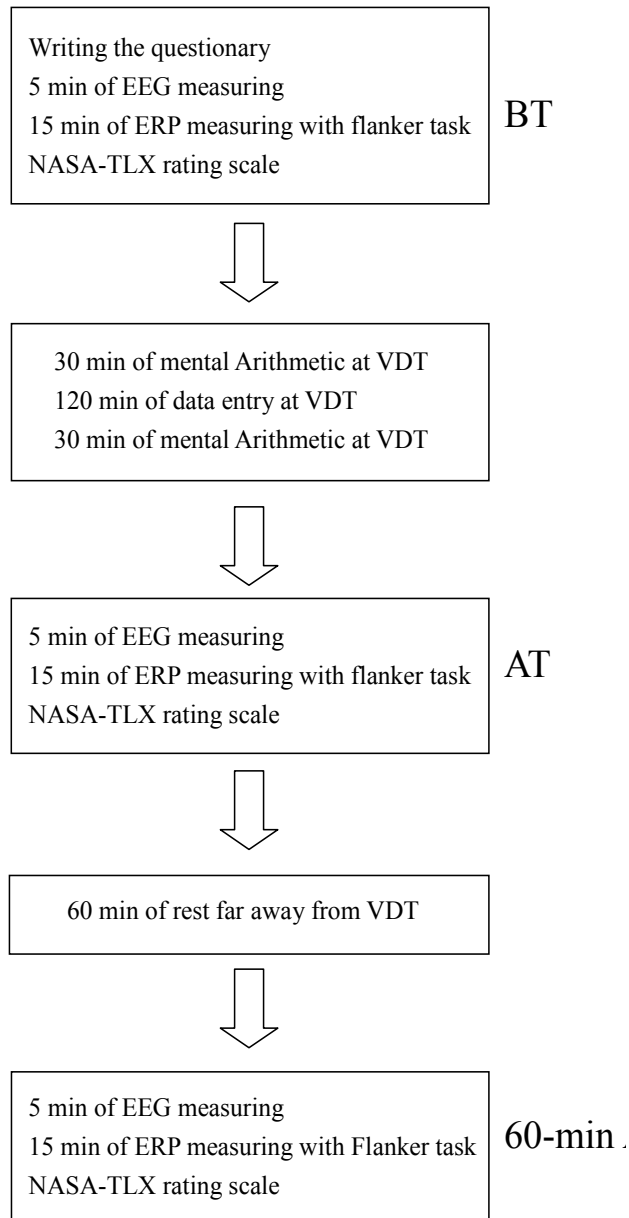 Writing the questionary
5 min of EEG measuring
15 min of ERP measuring with flanker task
NASA-TLX rating scale
BT
30 min of mental Arithmetic at VDT
120 min of data entry at VDT
30 min of mental Arithmetic at VDT
5 min of EEG measuring
15 min of ERP measuring with flanker task
NASA-TLX rating scale
AT
60 min of rest far away from VDT
5 min of EEG measuring
15 min of ERP measuring with Flanker task
NASA-TLX rating scale
60-min